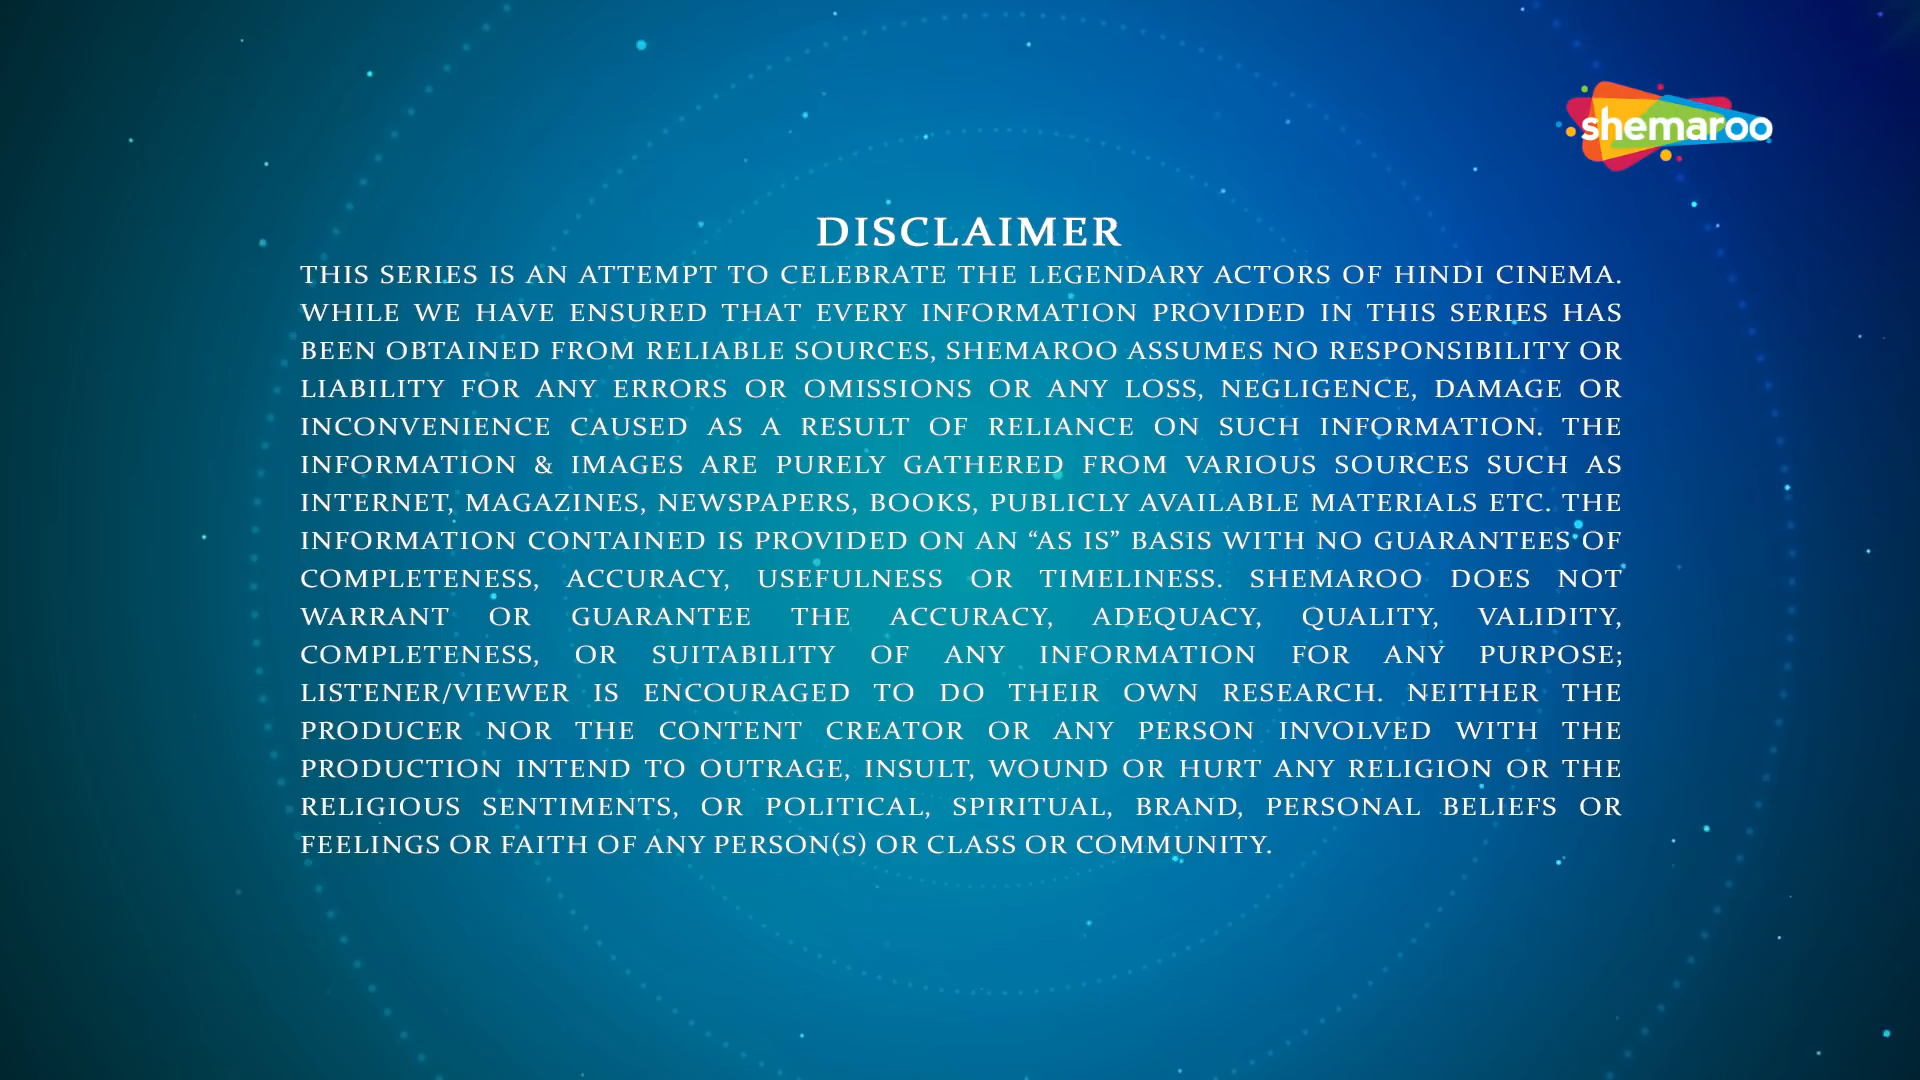 shemaroo
DISCLAIMER
THIS SERIES IS AN ATTEMPT TO CELEBRATE THE LEGENDARY ACTORS OF HINDI CINEMA.
WHILE WE HAVE ENSURED THAT EVERY INFORMATION PROVIDED IN THIS SERIES HAS
BEEN OBTAINED FROM RELIABLE SOURCES, SHEMAROO ASSUMES NO RESPONSIBILITY OR
LIABILITY FOR ANY ERRORS OR OMISSIONS OR ANY LOSS, NEGLIGENCE, DAMAGE OR
INCONVENIENCE CAUSED AS A RESULT OF RELIANCE ON SUCH INFORMATION. THE
INFORMATION & IMAGES ARE PURELY GATHERED FROM VARIOUS SOURCES SUCH AS
INTERNET, MAGAZINES, NEWSPAPERS, BOOKS, PUBLICLY AVAILABLE MATERIALS ETC. THE
INFORMATION CONTAINED IS PROVIDED ON AN “AS IS” BASIS WITH NO GUARANTEES OF
COMPLETENESS, ACCURACY, USEFULNESS OR TIMELINESS. SHEMAROO DOES NOT
WARRANT OR GUARANTEE THE ACCURACY, ADEQUACY, QUALITY, VALIDITY,
COMPLETENESS, OR SUITABILITY OF ANY INFORMATION FOR ANY PURPOSE;
LISTENER/VIEWER IS ENCOURAGED TO DO THEIR OWN RESEARCH. NEITHER THE
PRODUCER NOR THE CONTENT CREATOR OR ANY PERSON INVOLVED WITH THE
PRODUCTION INTEND TO OUTRAGE, INSULT, WOUND OR HURT ANY RELIGION OR THE
RELIGIOUS SENTIMENTS, OR POLITICAL, SPIRITUAL, BRAND, PERSONAL BELIEFS OR
FEELINGS OR FAITH OF ANY PERSON(S) OR CLASS OR COMMUNITY.